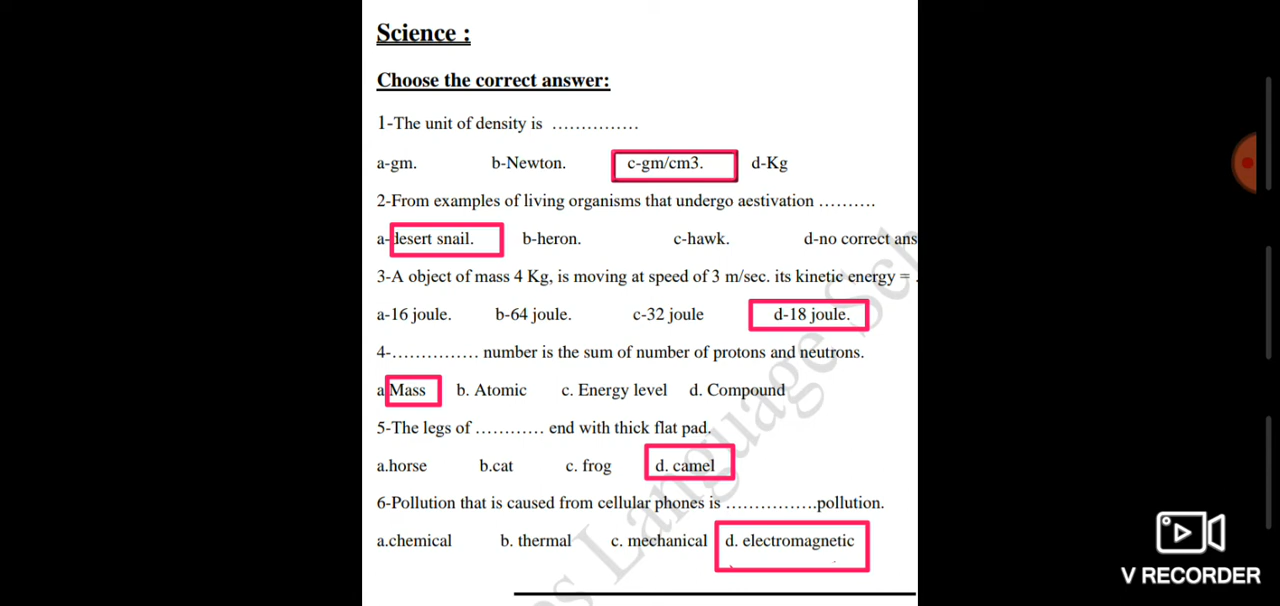 Science :
Choose the correct answer:
1-The unit of density is ……………
a-gm. b-Newton. c-gm/cm3. d-Kg
2-From examples of living organisms that undergo aestivation ……….
a-desert snail. b-heron. c-hawk. d-no correct ans
3-A object of mass 4 Kg, is moving at speed of 3 m/sec. its kinetic energy = .
a-16 joule. b-64 joule. c-32 joule d-18 joule.
4-…………… number is the sum of number of protons and neutrons.
a Mass b. Atomic c. Energy level d. Compound
5-The legs of ………… end with thick flat pad.
a.horse b.cat c. frog d. camel
6-Pollution that is caused from cellular phones is …………….pollution.
a.chemical b. thermal c. mechanical d. electromagnetic
es Language Sch
V RECORDER